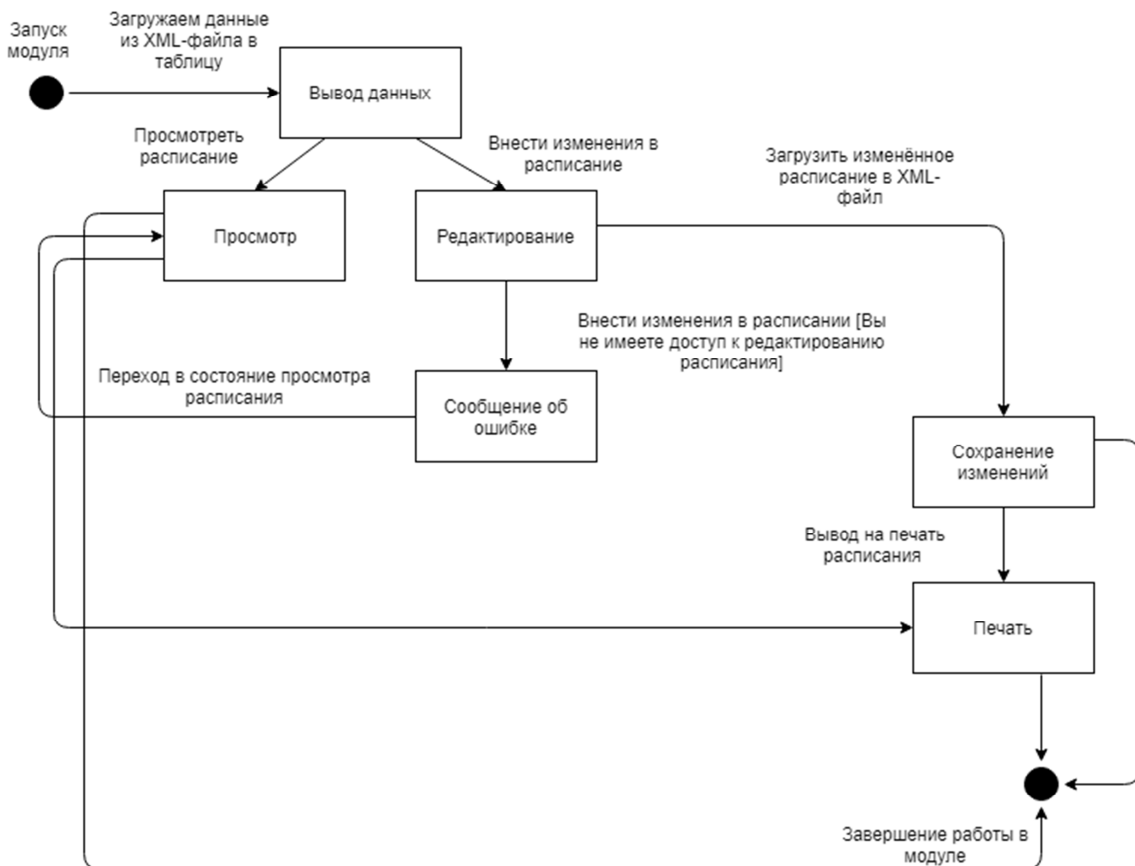 Запуск
модуля
Загружаем данные
из XML-файла в
таблицу
Вывод данных
Просмотреть
расписание
Внести изменения в
расписание
Загрузить изменённое
расписание в XML-
файл
Просмотр
Редактирование
Внести изменения в расписании [Вы
не имеете доступ к редактированию
расписания]
Переход в состояние просмотра
расписания
Сообщение об
ошибке
Сохранение
изменений
Вывод на печать
расписания
Печать
Завершение работы в
модуле